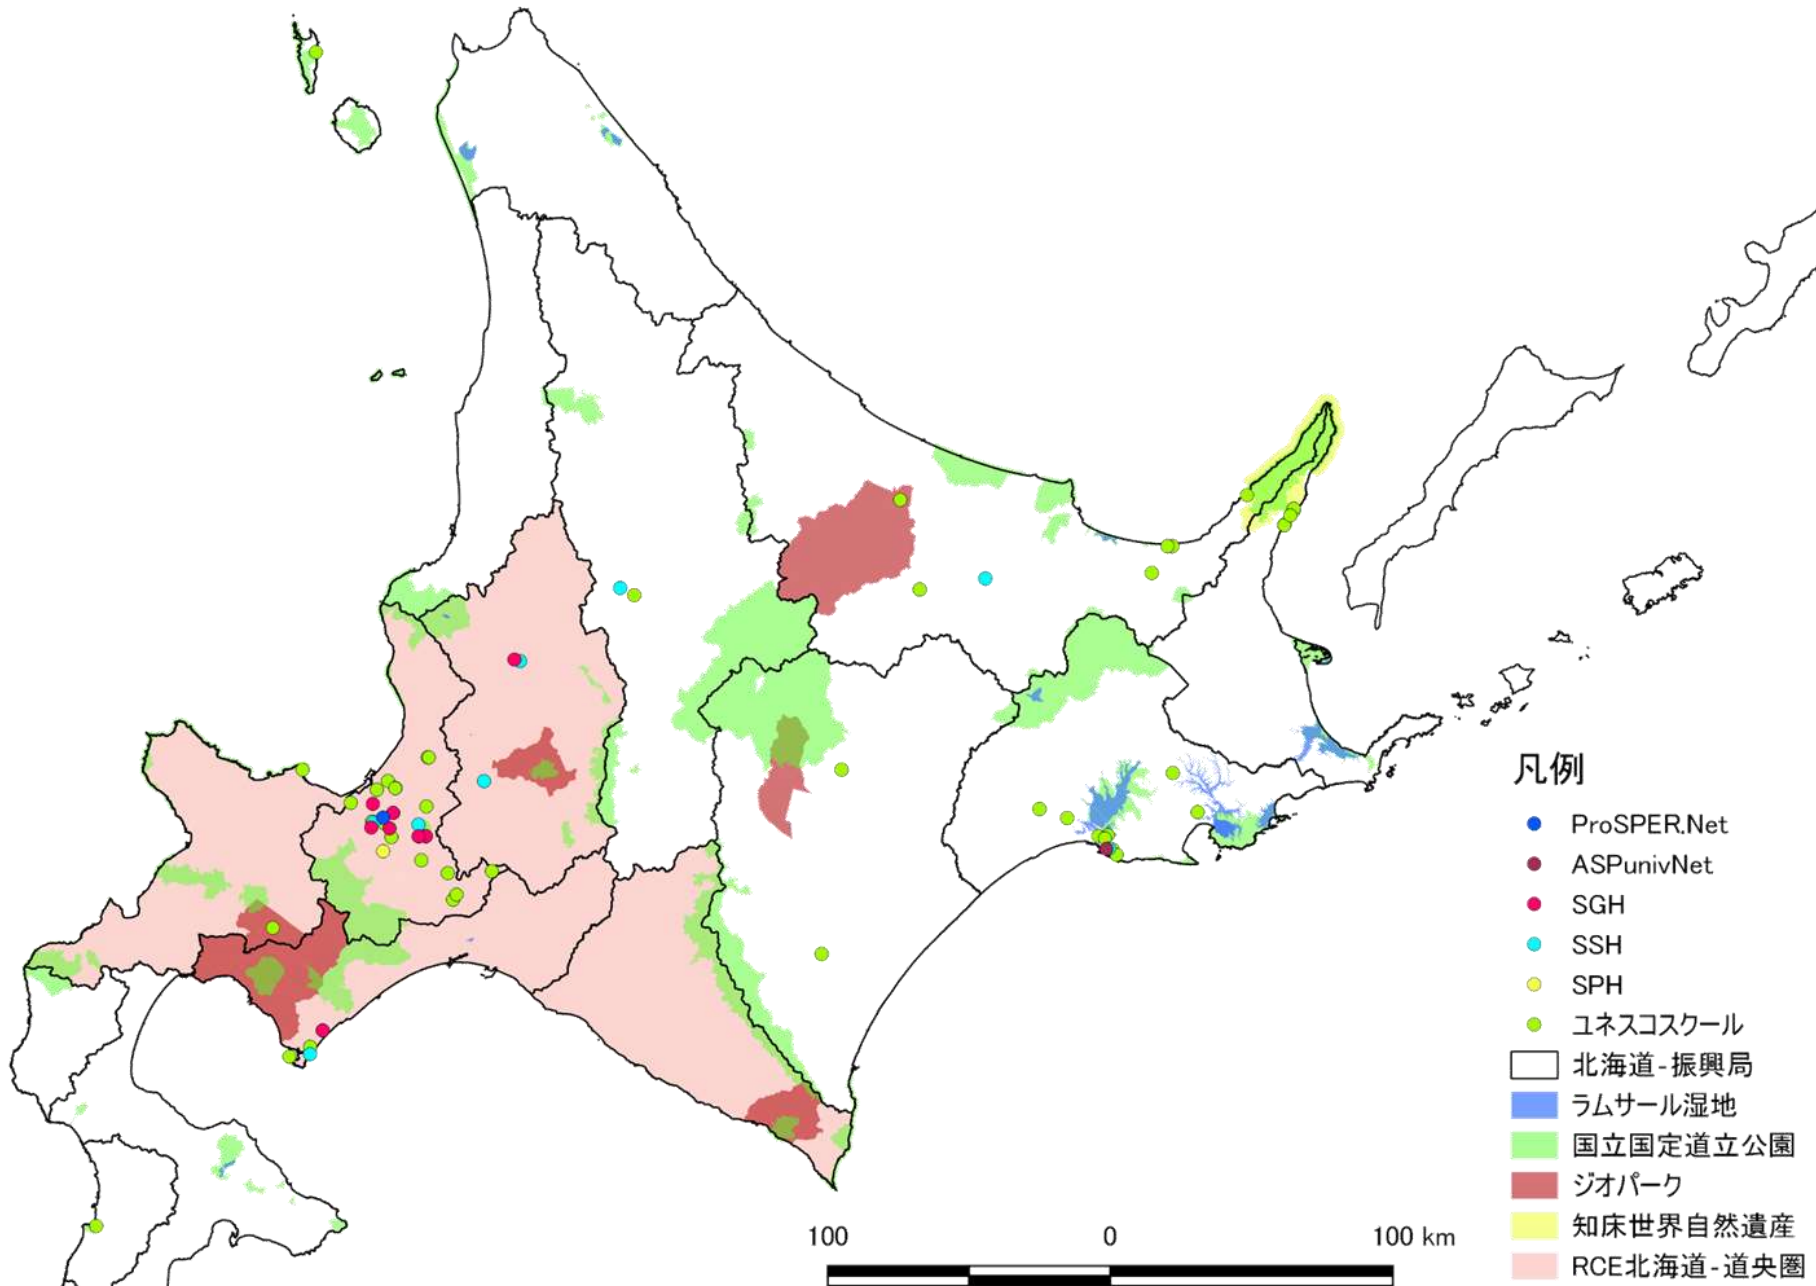 凡例
ProSPER.Net
ASPunivNet
SGH
SSH
SPH
ユネスコスクール
北海道-振興局
ラムサール湿地
国立国定道立公園
ジオパーク
知床世界自然遺産
RCE北海道-道央圏
100 0 100 km